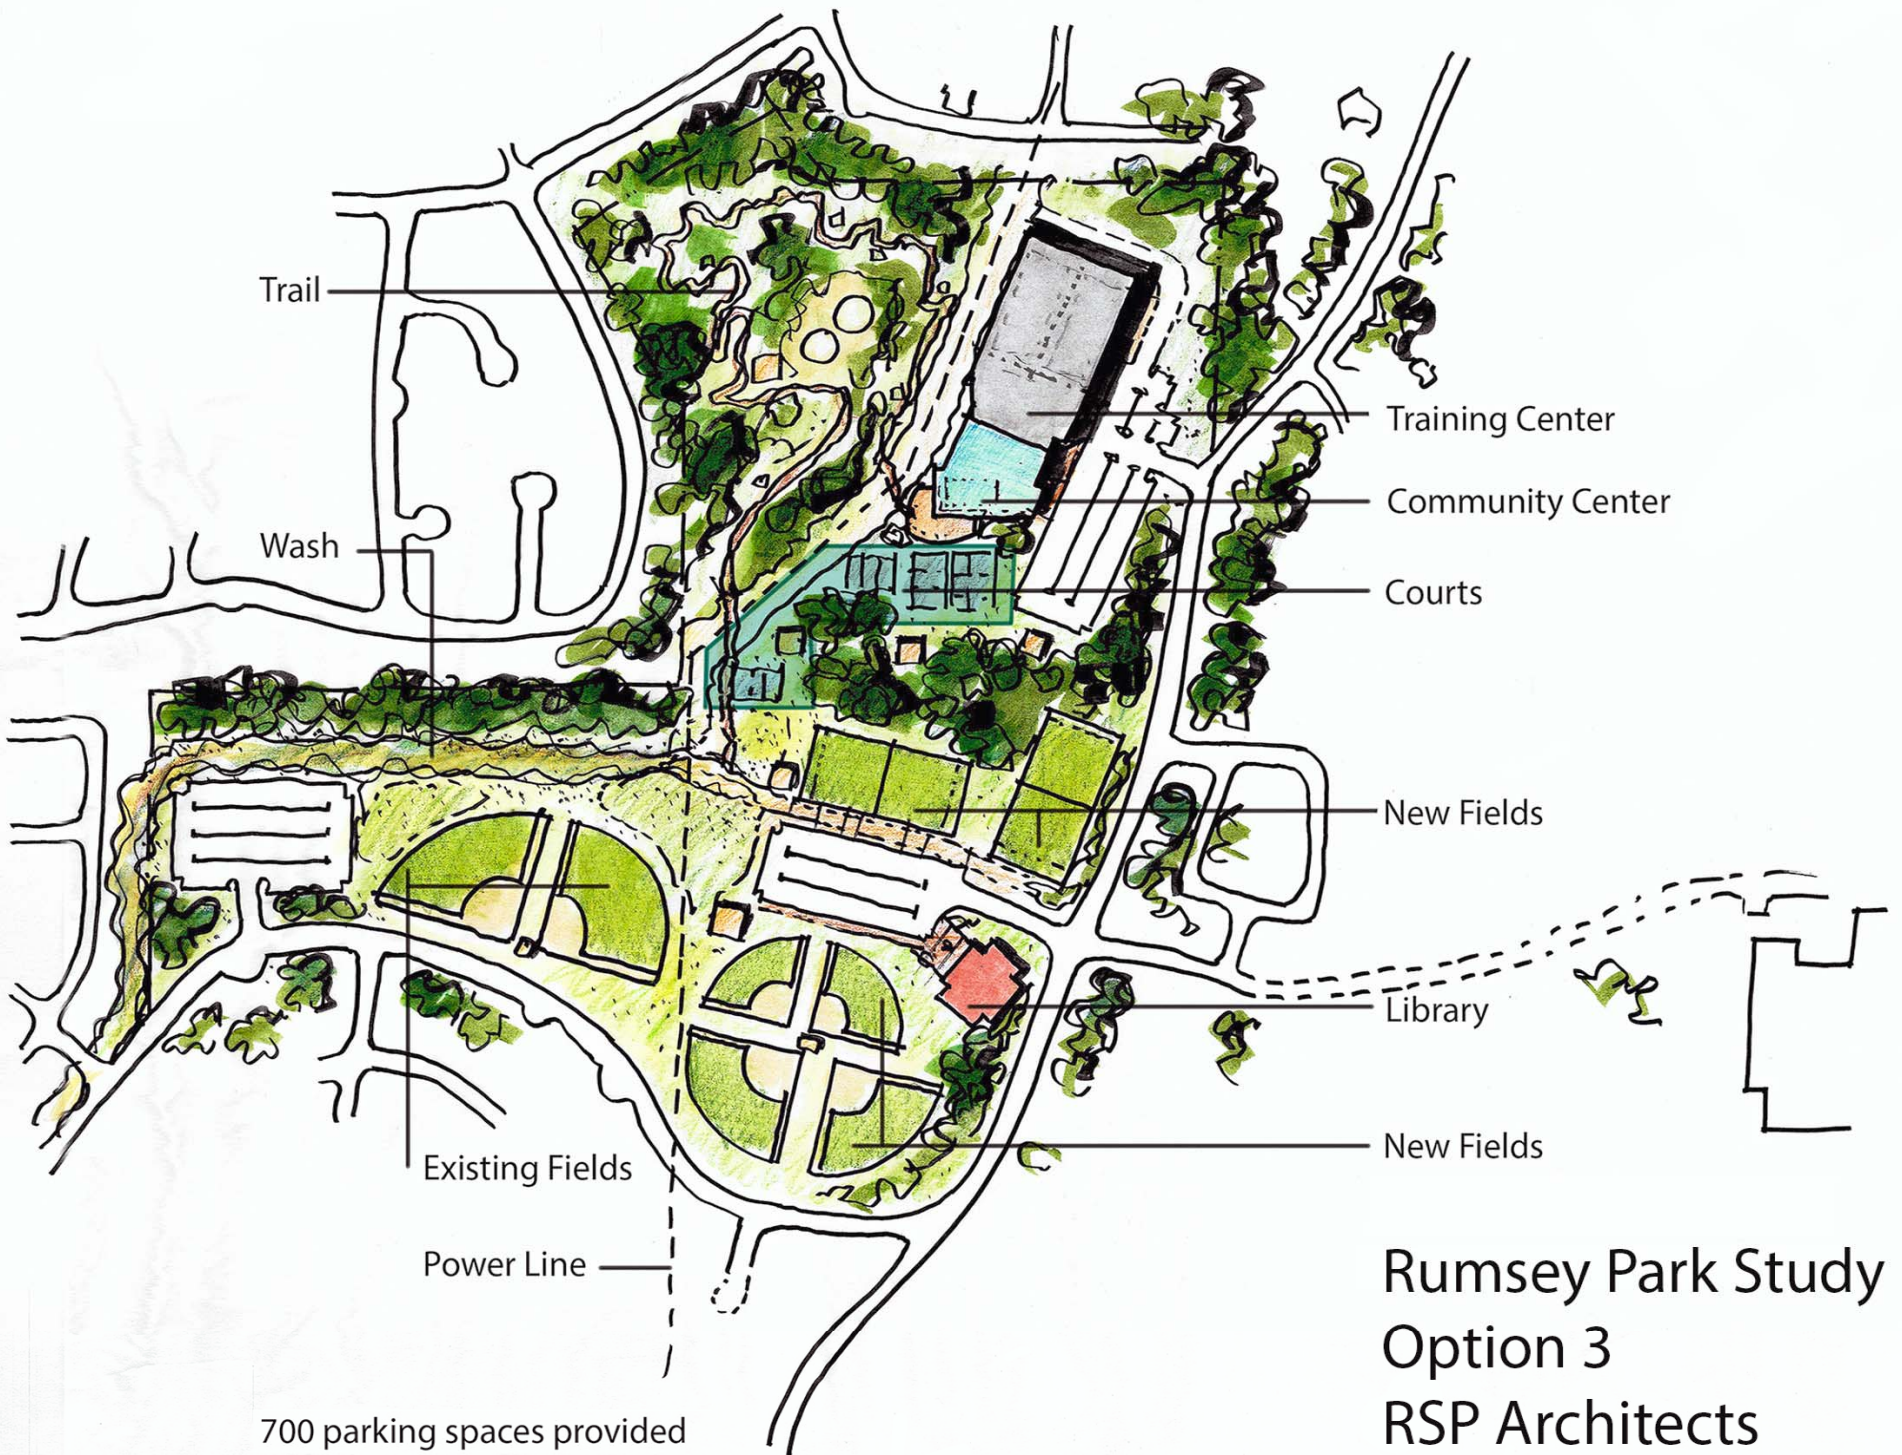 Trail
Training Center
Community Center
Wash
Courts
New Fields
Library
New Fields
Existing Fields
Power Line
Rumsey Park Study
Option 3
RSP Architects
700 parking spaces provided